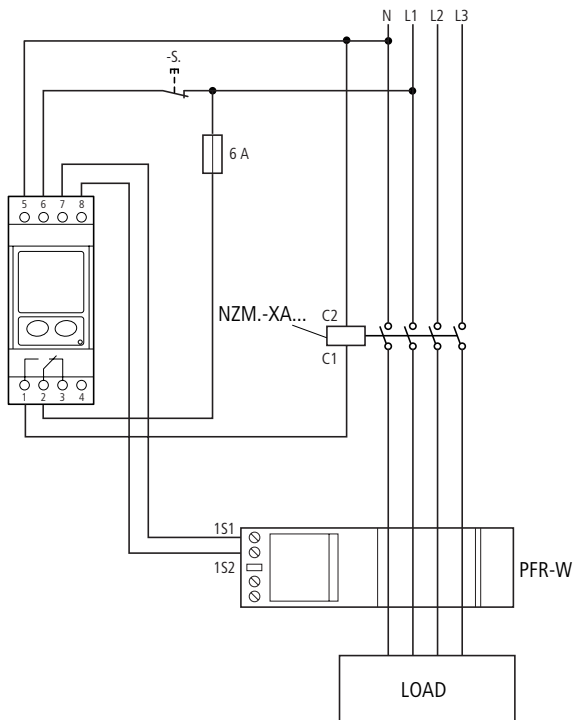 N L1 L2 L3
-S.
6 A
5 6 7 8
NZM.-XA...
C2
C1
1 2 3 4
1S1
1S2
PFR-W
LOAD